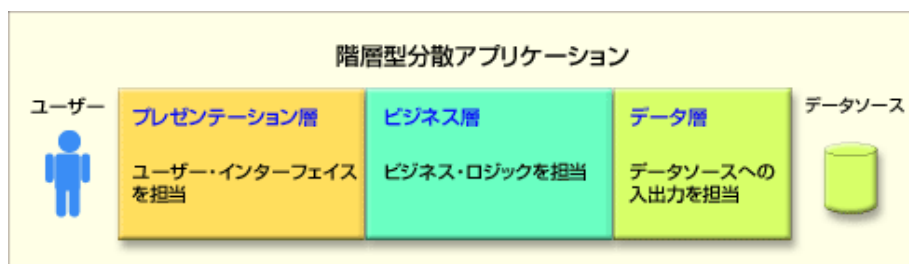 階層型分散アプリケーション
ユーザー
プレゼンテーション層
ユーザー・インターフェイス
を担当
ビジネス層
ビジネス・ロジックを担当
データ層
データソースへの
入出力を担当
データソース